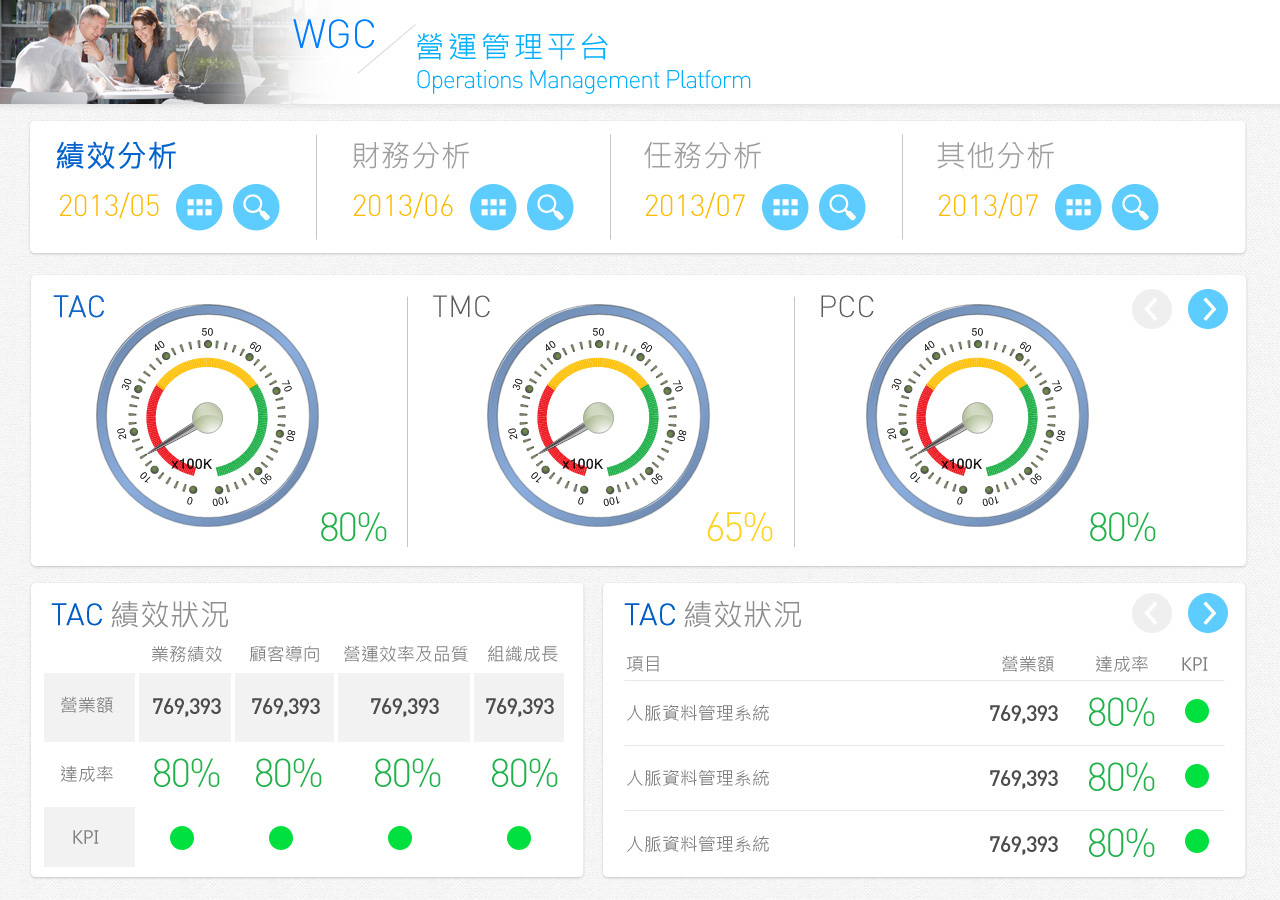 WGC
營運管理平台
Operations Management Platform
績效分析
2013/05
財務分析
2013/06
任務分析
2013/07
其他分析
2013/07
TAC
0
10
20
30
40
50
60
70
80
90
100
x100K
80%
TMC
0
10
20
30
40
50
60
70
80
90
100
x100K
65%
PCC
0
10
20
30
40
50
60
70
80
90
100
x100K
80%
TAC 績效狀況
業務績效 顧客導向 營運效率及品質 組織成長
營業額 769,393 769,393 769,393 769,393
達成率 80% 80% 80% 80%
KPI
TAC 績效狀況
項目 營業額 達成率 KPI
人脈資料管理系統 769,393 80%
人脈資料管理系統 769,393 80%
人脈資料管理系統 769,393 80%